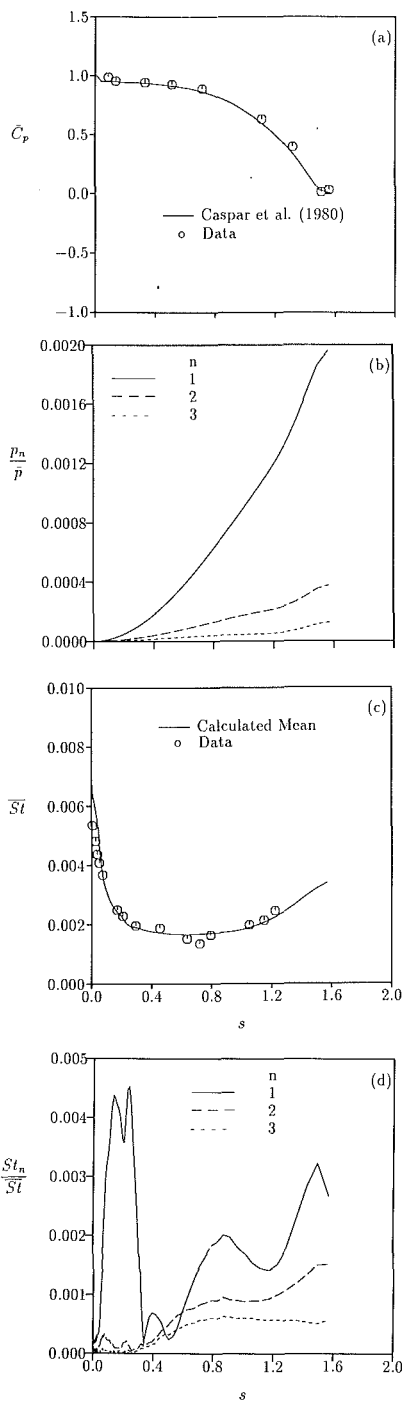 1.5
(a)
1.0
0.5
C̄ₚ
0.0
Caspar et al. (1980)
Data
−0.5
−1.0
0.0020
n
(b)
1
0.0016
2
3
0.0012
pₙ
p̄
0.0008
0.0004
0.0000
0.010
(c)
Calculated Mean
0.008
Data
0.006
S̅t̅
0.004
0.002
0.000
0.0 0.4 0.8 1.2 1.6 2.0
s
0.005
n
(d)
1
0.004
2
3
0.003
Stₙ
S̅t̅
0.002
0.001
0.000
0.0 0.4 0.8 1.2 1.6 2.0
s